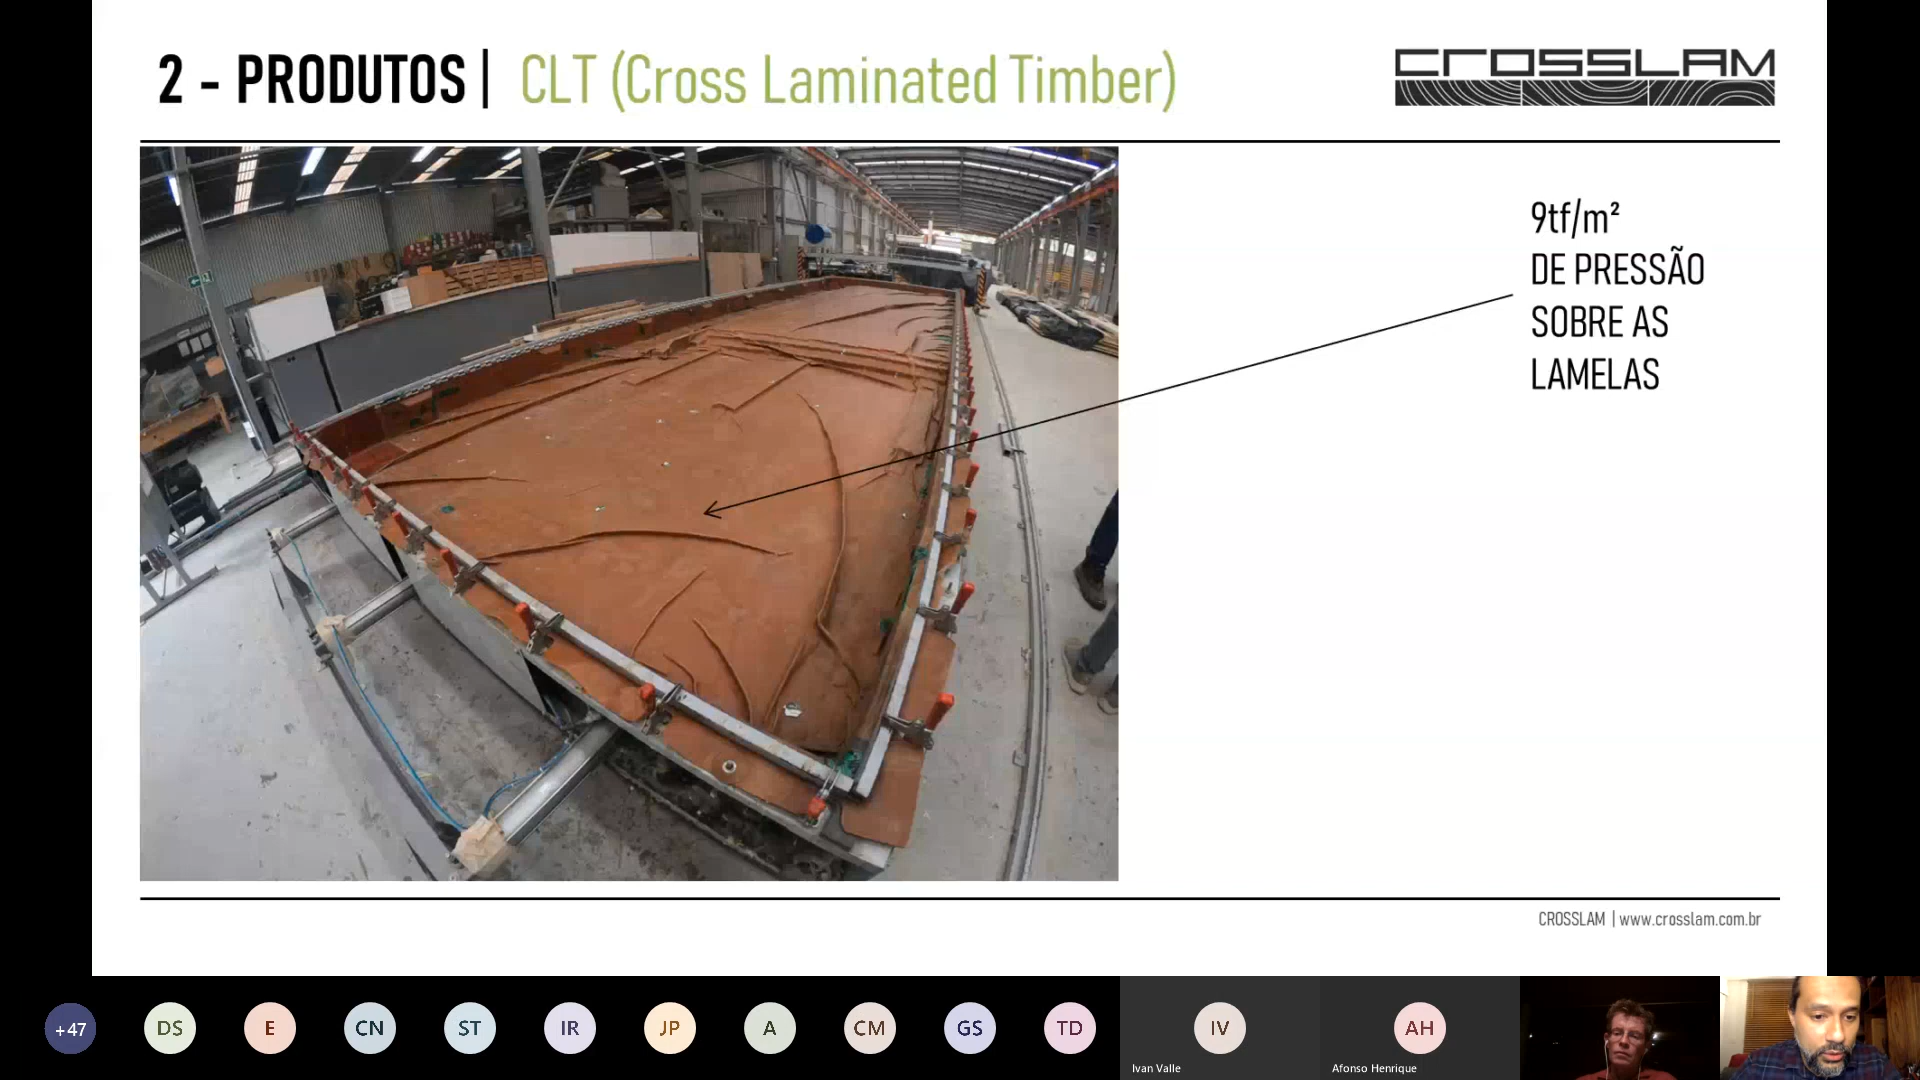 2 - PRODUTOS | CLT (Cross Laminated Timber)
CROSSLAM
9tf/m²
DE PRESSÃO
SOBRE AS
LAMELAS
CROSSLAM | www.crosslam.com.br
+47
DS
E
CN
ST
IR
JP
A
CM
GS
TD
IV
AH
Ivan Valle
Afonso Henrique